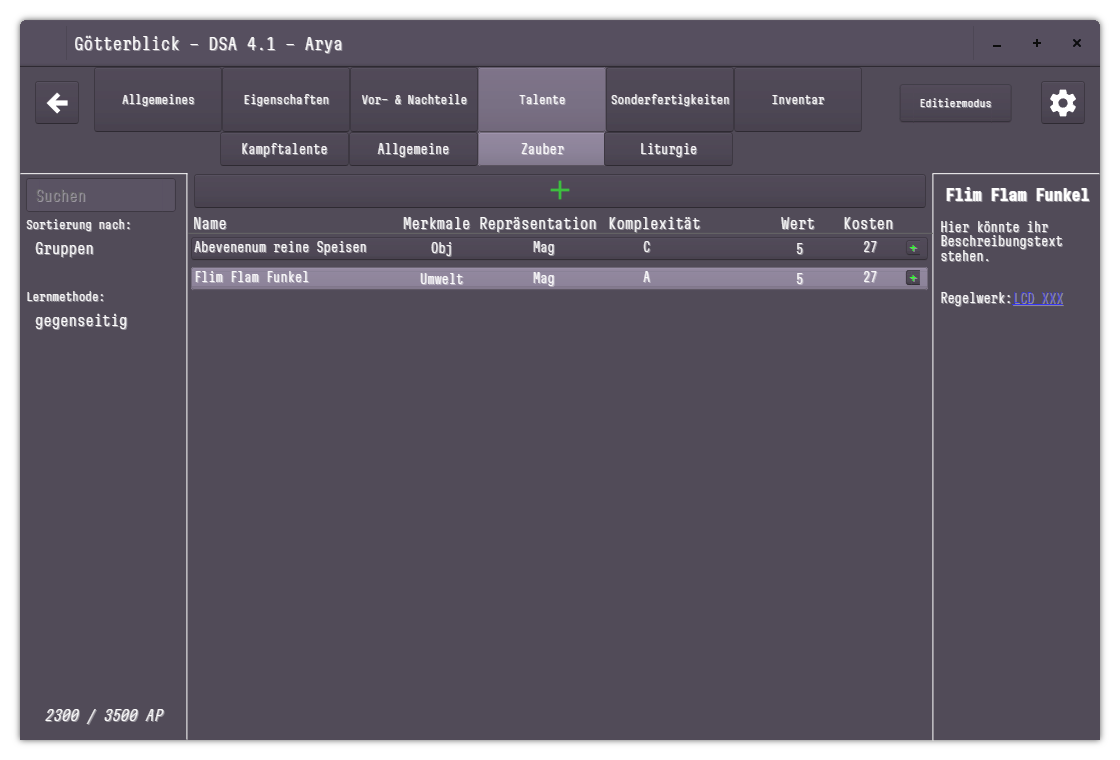 Götterblick - DSA 4.1 - Arya
Allgemeines Eigenschaften Vor- & Nachteile Talente Sonderfertigkeiten Inventar Editiermodus
Kampftalente Allgemeine Zauber Liturgie
Suchen
Sortierung nach:
Gruppen
Lernmethode:
gegenseitig
2300 / 3500 AP
Name Merkmale Repräsentation Komplexität Wert Kosten
Abevenenum reine Speisen Obj Mag C 5 27
Flim Flam Funkel Umwelt Mag A 5 27
Flim Flam Funkel
Hier könnte ihr
Beschreibungstext
stehen.
Regelwerk: LCD XXX